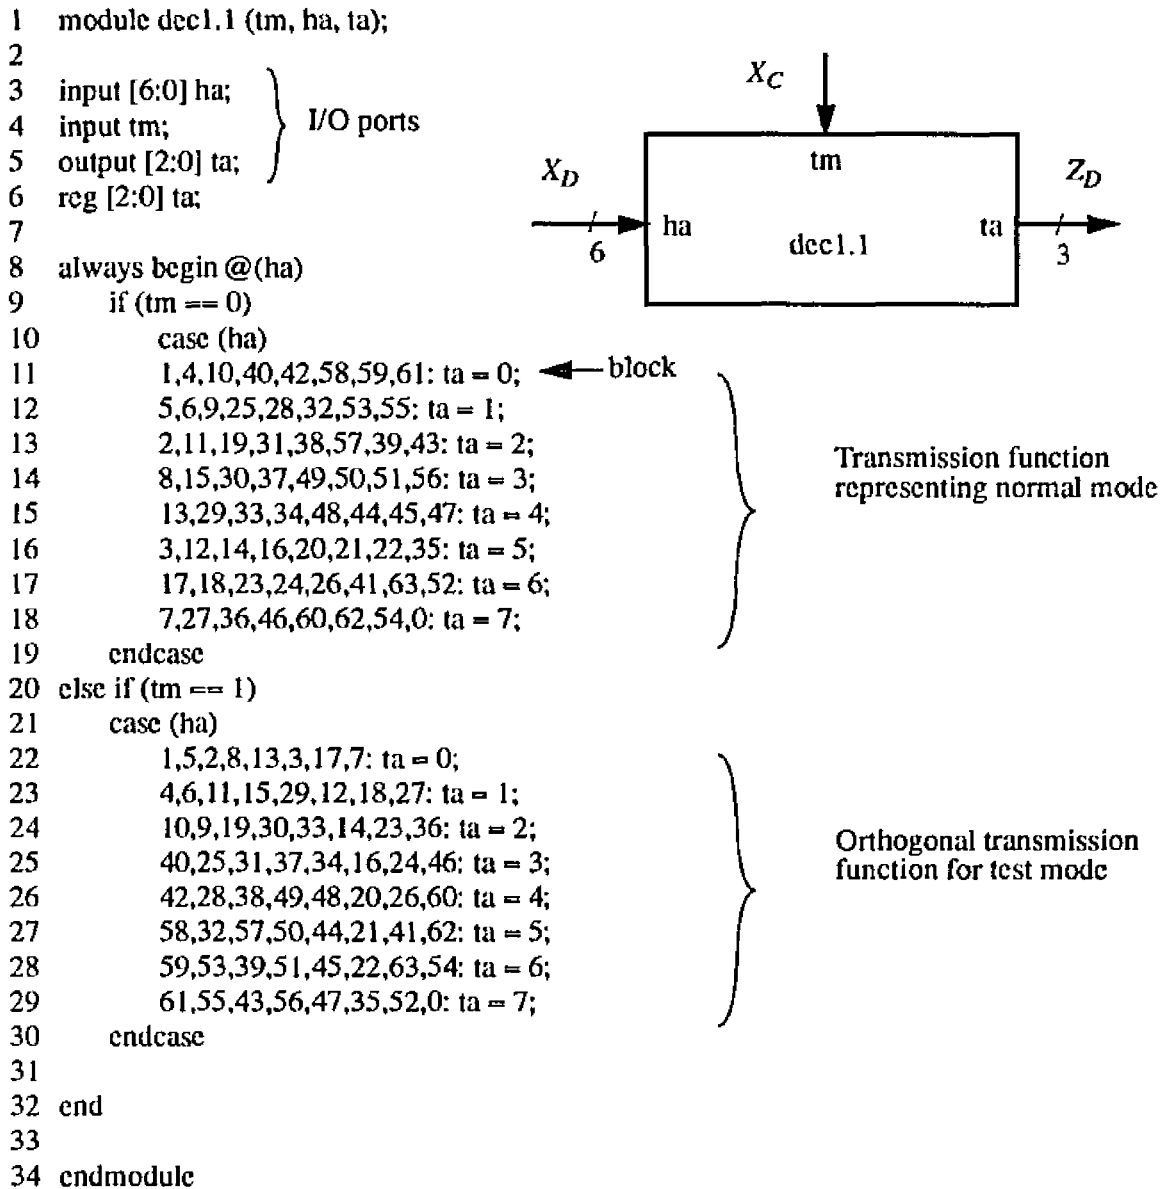 1 module dec1.1 (tm, ha, ta);
2
3 input [6:0] ha;
4 input tm;
5 output [2:0] ta;
6 reg [2:0] ta;
7
8 always begin @(ha)
9 if (tm == 0)
10 case (ha)
11 1,4,10,40,42,58,59,61: ta = 0;
12 5,6,9,25,28,32,53,55: ta = 1;
13 2,11,19,31,38,57,39,43: ta = 2;
14 8,15,30,37,49,50,51,56: ta = 3;
15 13,29,33,34,48,44,45,47: ta = 4;
16 3,12,14,16,20,21,22,35: ta = 5;
17 17,18,23,24,26,41,63,52: ta = 6;
18 7,27,36,46,60,62,54,0: ta = 7;
19 endcase
20 else if (tm == 1)
21 case (ha)
22 1,5,2,8,13,3,17,7: ta = 0;
23 4,6,11,15,29,12,18,27: ta = 1;
24 10,9,19,30,33,14,23,36: ta = 2;
25 40,25,31,37,34,16,24,46: ta = 3;
26 42,28,38,49,48,20,26,60: ta = 4;
27 58,32,57,50,44,21,41,62: ta = 5;
28 59,53,39,51,45,22,63,54: ta = 6;
29 61,55,43,56,47,35,52,0: ta = 7;
30 endcase
31
32 end
33
34 endmodule
I/O ports
X_C
tm
X_D
Z_D
ha
ta
6
dec1.1
3
block
Transmission function
representing normal mode
Orthogonal transmission
function for test mode